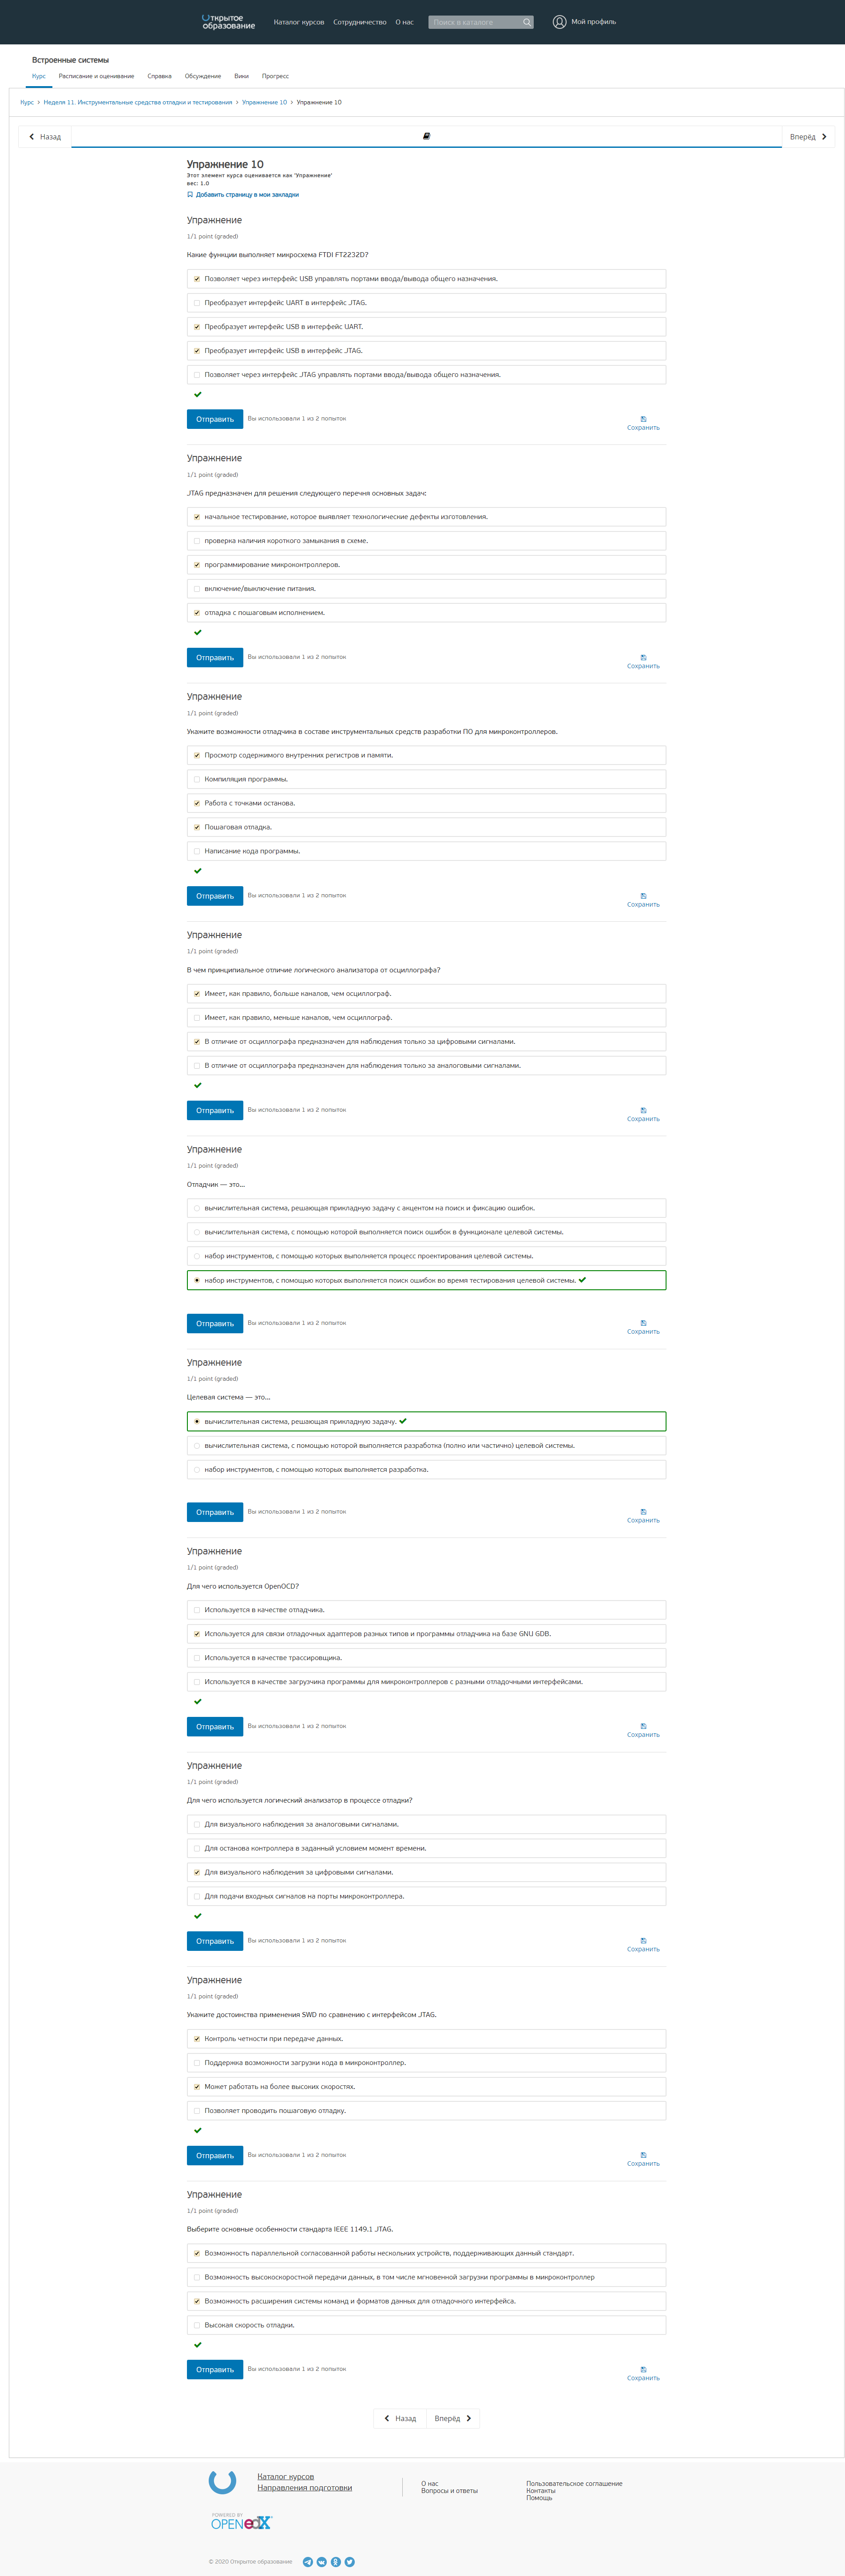 Открытое образование
Каталог курсов Сотрудничество О нас Поиск в каталоге Мой профиль
Встроенные системы
Курс Расписание и оценивание Справка Обсуждение Вики Прогресс
Курс > Неделя 11. Инструментальные средства отладки и тестирования > Упражнение 10 > Упражнение 10
Назад Вперёд
Упражнение 10
Этот элемент курса оценивается как 'Упражнение'
вес: 1.0
Добавить страницу в мои закладки
Упражнение
1/1 point (graded)
Какие функции выполняет микросхема FTDI FT2232D?
Позволяет через интерфейс USB управлять портами ввода/вывода общего назначения.
Преобразует интерфейс UART в интерфейс JTAG.
Преобразует интерфейс USB в интерфейс UART.
Преобразует интерфейс USB в интерфейс JTAG.
Позволяет через интерфейс JTAG управлять портами ввода/вывода общего назначения.
Отправить Вы использовали 1 из 2 попыток
Сохранить
Упражнение
1/1 point (graded)
JTAG предназначен для решения следующего перечня основных задач:
начальное тестирование, которое выявляет технологические дефекты изготовления.
проверка наличия короткого замыкания в схеме.
программирование микроконтроллеров.
включение/выключение питания.
отладка с пошаговым исполнением.
Отправить Вы использовали 1 из 2 попыток
Сохранить
Упражнение
1/1 point (graded)
Укажите возможности отладчика в составе инструментальных средств разработки ПО для микроконтроллеров.
Просмотр содержимого внутренних регистров и памяти.
Компиляция программы.
Работа с точками останова.
Пошаговая отладка.
Написание кода программы.
Отправить Вы использовали 1 из 2 попыток
Сохранить
Упражнение
1/1 point (graded)
В чем принципиальное отличие логического анализатора от осциллографа?
Имеет, как правило, больше каналов, чем осциллограф.
Имеет, как правило, меньше каналов, чем осциллограф.
В отличие от осциллографа предназначен для наблюдения только за цифровыми сигналами.
В отличие от осциллографа предназначен для наблюдения только за аналоговыми сигналами.
Отправить Вы использовали 1 из 2 попыток
Сохранить
Упражнение
1/1 point (graded)
Отладчик — это...
вычислительная система, решающая прикладную задачу с акцентом на поиск и фиксацию ошибок.
вычислительная система, с помощью которой выполняется поиск ошибок в функционале целевой системы.
набор инструментов, с помощью которых выполняется процесс проектирования целевой системы.
набор инструментов, с помощью которых выполняется поиск ошибок во время тестирования целевой системы.
Отправить Вы использовали 1 из 2 попыток
Сохранить
Упражнение
1/1 point (graded)
Целевая система — это...
вычислительная система, решающая прикладную задачу.
вычислительная система, с помощью которой выполняется разработка (полно или частично) целевой системы.
набор инструментов, с помощью которых выполняется разработка.
Отправить Вы использовали 1 из 2 попыток
Сохранить
Упражнение
1/1 point (graded)
Для чего используется OpenOCD?
Используется в качестве отладчика.
Используется для связи отладочных адаптеров разных типов и программы отладчика на базе GNU GDB.
Используется в качестве трассировщика.
Используется в качестве загрузчика программы для микроконтроллеров с разными отладочными интерфейсами.
Отправить Вы использовали 1 из 2 попыток
Сохранить
Упражнение
1/1 point (graded)
Для чего используется логический анализатор в процессе отладки?
Для визуального наблюдения за аналоговыми сигналами.
Для останова контроллера в заданный условием момент времени.
Для визуального наблюдения за цифровыми сигналами.
Для подачи входных сигналов на порты микроконтроллера.
Отправить Вы использовали 1 из 2 попыток
Сохранить
Упражнение
1/1 point (graded)
Укажите достоинства применения SWD по сравнению с интерфейсом JTAG.
Контроль четности при передаче данных.
Поддержка возможности загрузки кода в микроконтроллер.
Может работать на более высоких скоростях.
Позволяет проводить пошаговую отладку.
Отправить Вы использовали 1 из 2 попыток
Сохранить
Упражнение
1/1 point (graded)
Выберите основные особенности стандарта IEEE 1149.1 JTAG.
Возможность параллельной согласованной работы нескольких устройств, поддерживающих данный стандарт.
Возможность высокоскоростной передачи данных, в том числе мгновенной загрузки программы в микроконтроллер
Возможность расширения системы команд и форматов данных для отладочного интерфейса.
Высокая скорость отладки.
Отправить Вы использовали 1 из 2 попыток
Сохранить
Назад Вперёд
Каталог курсов
Направления подготовки
О нас
Вопросы и ответы
Пользовательское соглашение
Контакты
Помощь
POWERED BY
OPEN edX
© 2020 Открытое образование